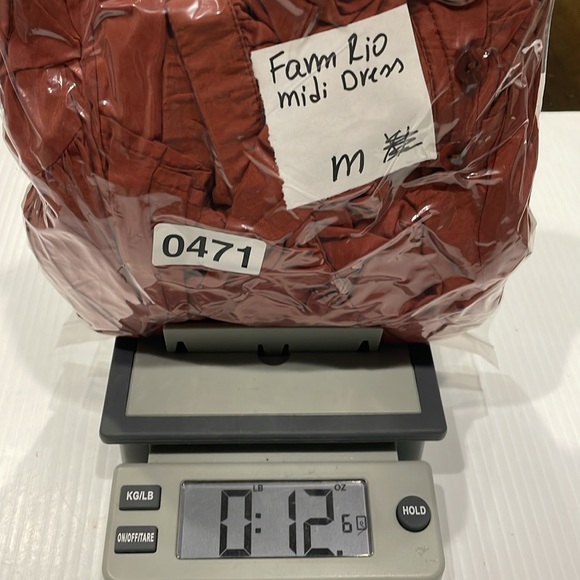 Farm Rio
midi Dress
M
0471
KG/LB
LB
OZ
0:12.6
HOLD
ON/OFF/TARE